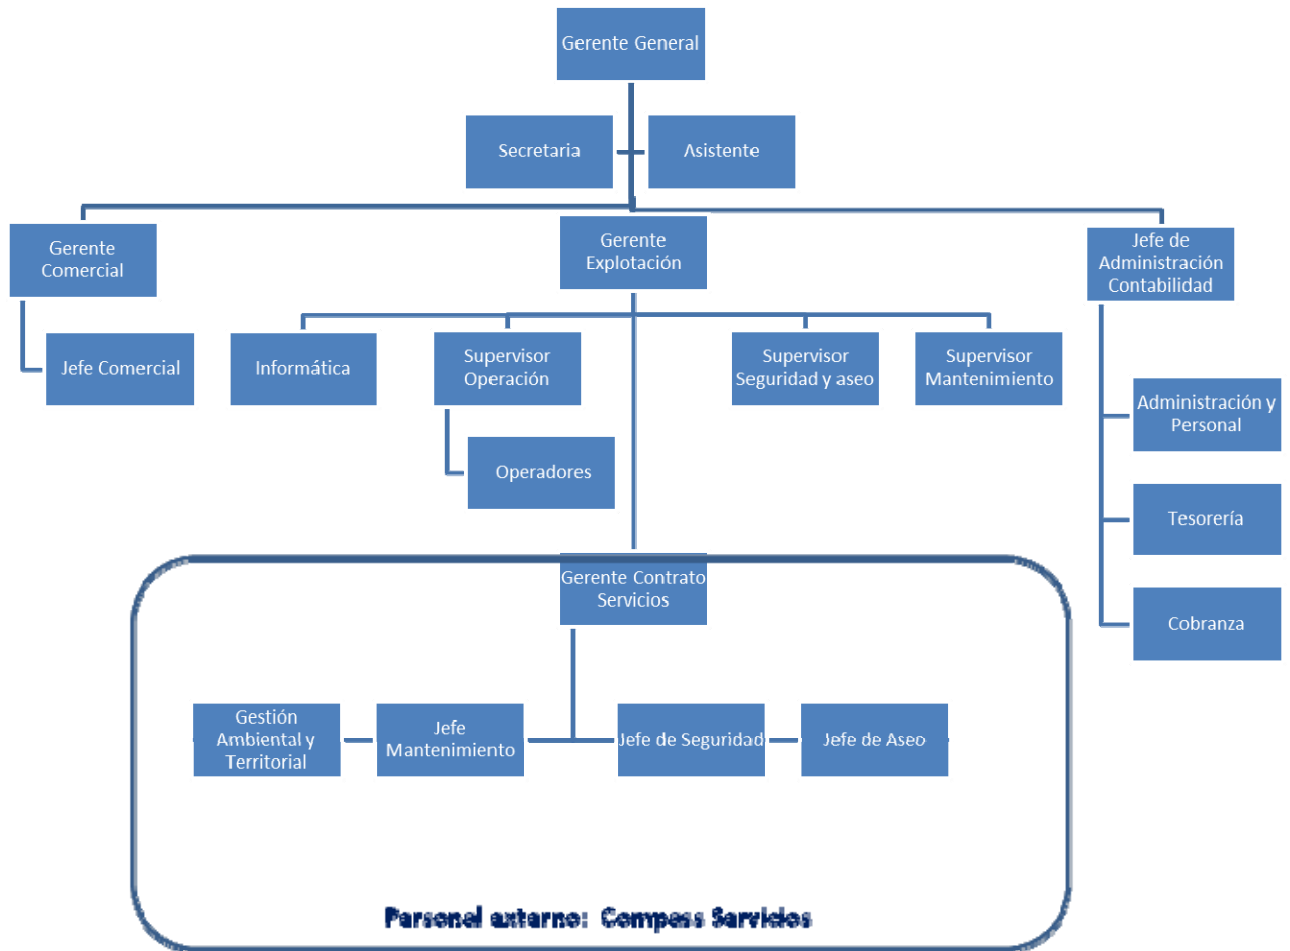 Gerente General
Secretaria
Asistente
Gerente
Comercial
Gerente
Explotación
Jefe de
Administración
Contabilidad
Jefe Comercial
Informática
Supervisor
Operación
Supervisor
Seguridad y aseo
Supervisor
Mantenimiento
Administración y
Personal
Operadores
Tesorería
Gerente Contrato
Servicios
Cobranza
Gestión
Ambiental y
Territorial
Jefe
Mantenimiento
Jefe de Seguridad
Jefe de Aseo
Personal externo: Compass Servicios